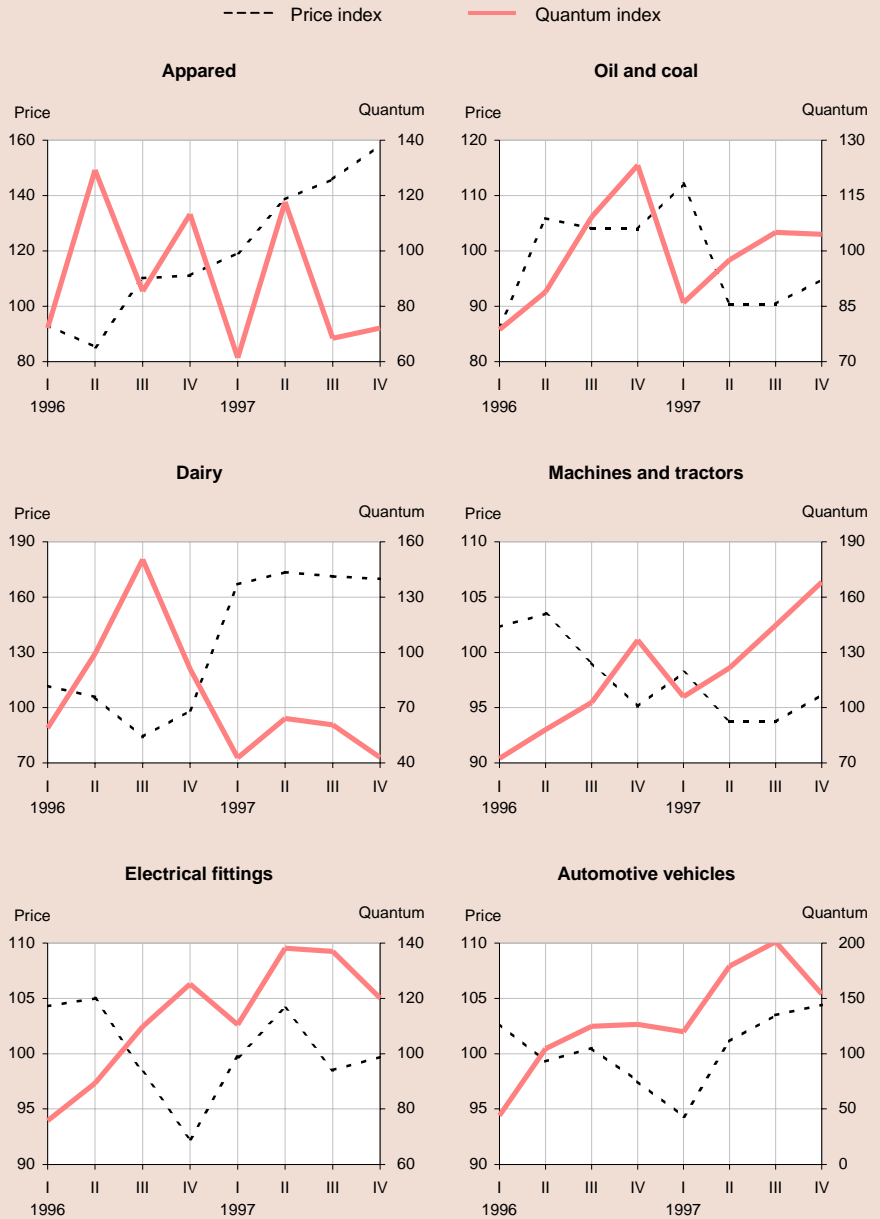 Price index Quantum index
Appared
Price Quantum
160 140
140 120
120 100
100 80
80 60
I II III IV I II III IV
1996 1997
Oil and coal
Price Quantum
120 130
110 115
100 100
90 85
80 70
I II III IV I II III IV
1996 1997
Dairy
Price Quantum
190 160
160 130
130 100
100 70
70 40
I II III IV I II III IV
1996 1997
Machines and tractors
Price Quantum
110 190
105 160
100 130
95 100
90 70
I II III IV I II III IV
1996 1997
Electrical fittings
Price Quantum
110 140
105 120
100 100
95 80
90 60
I II III IV I II III IV
1996 1997
Automotive vehicles
Price Quantum
110 200
105 150
100 100
95 50
90 0
I II III IV I II III IV
1996 1997